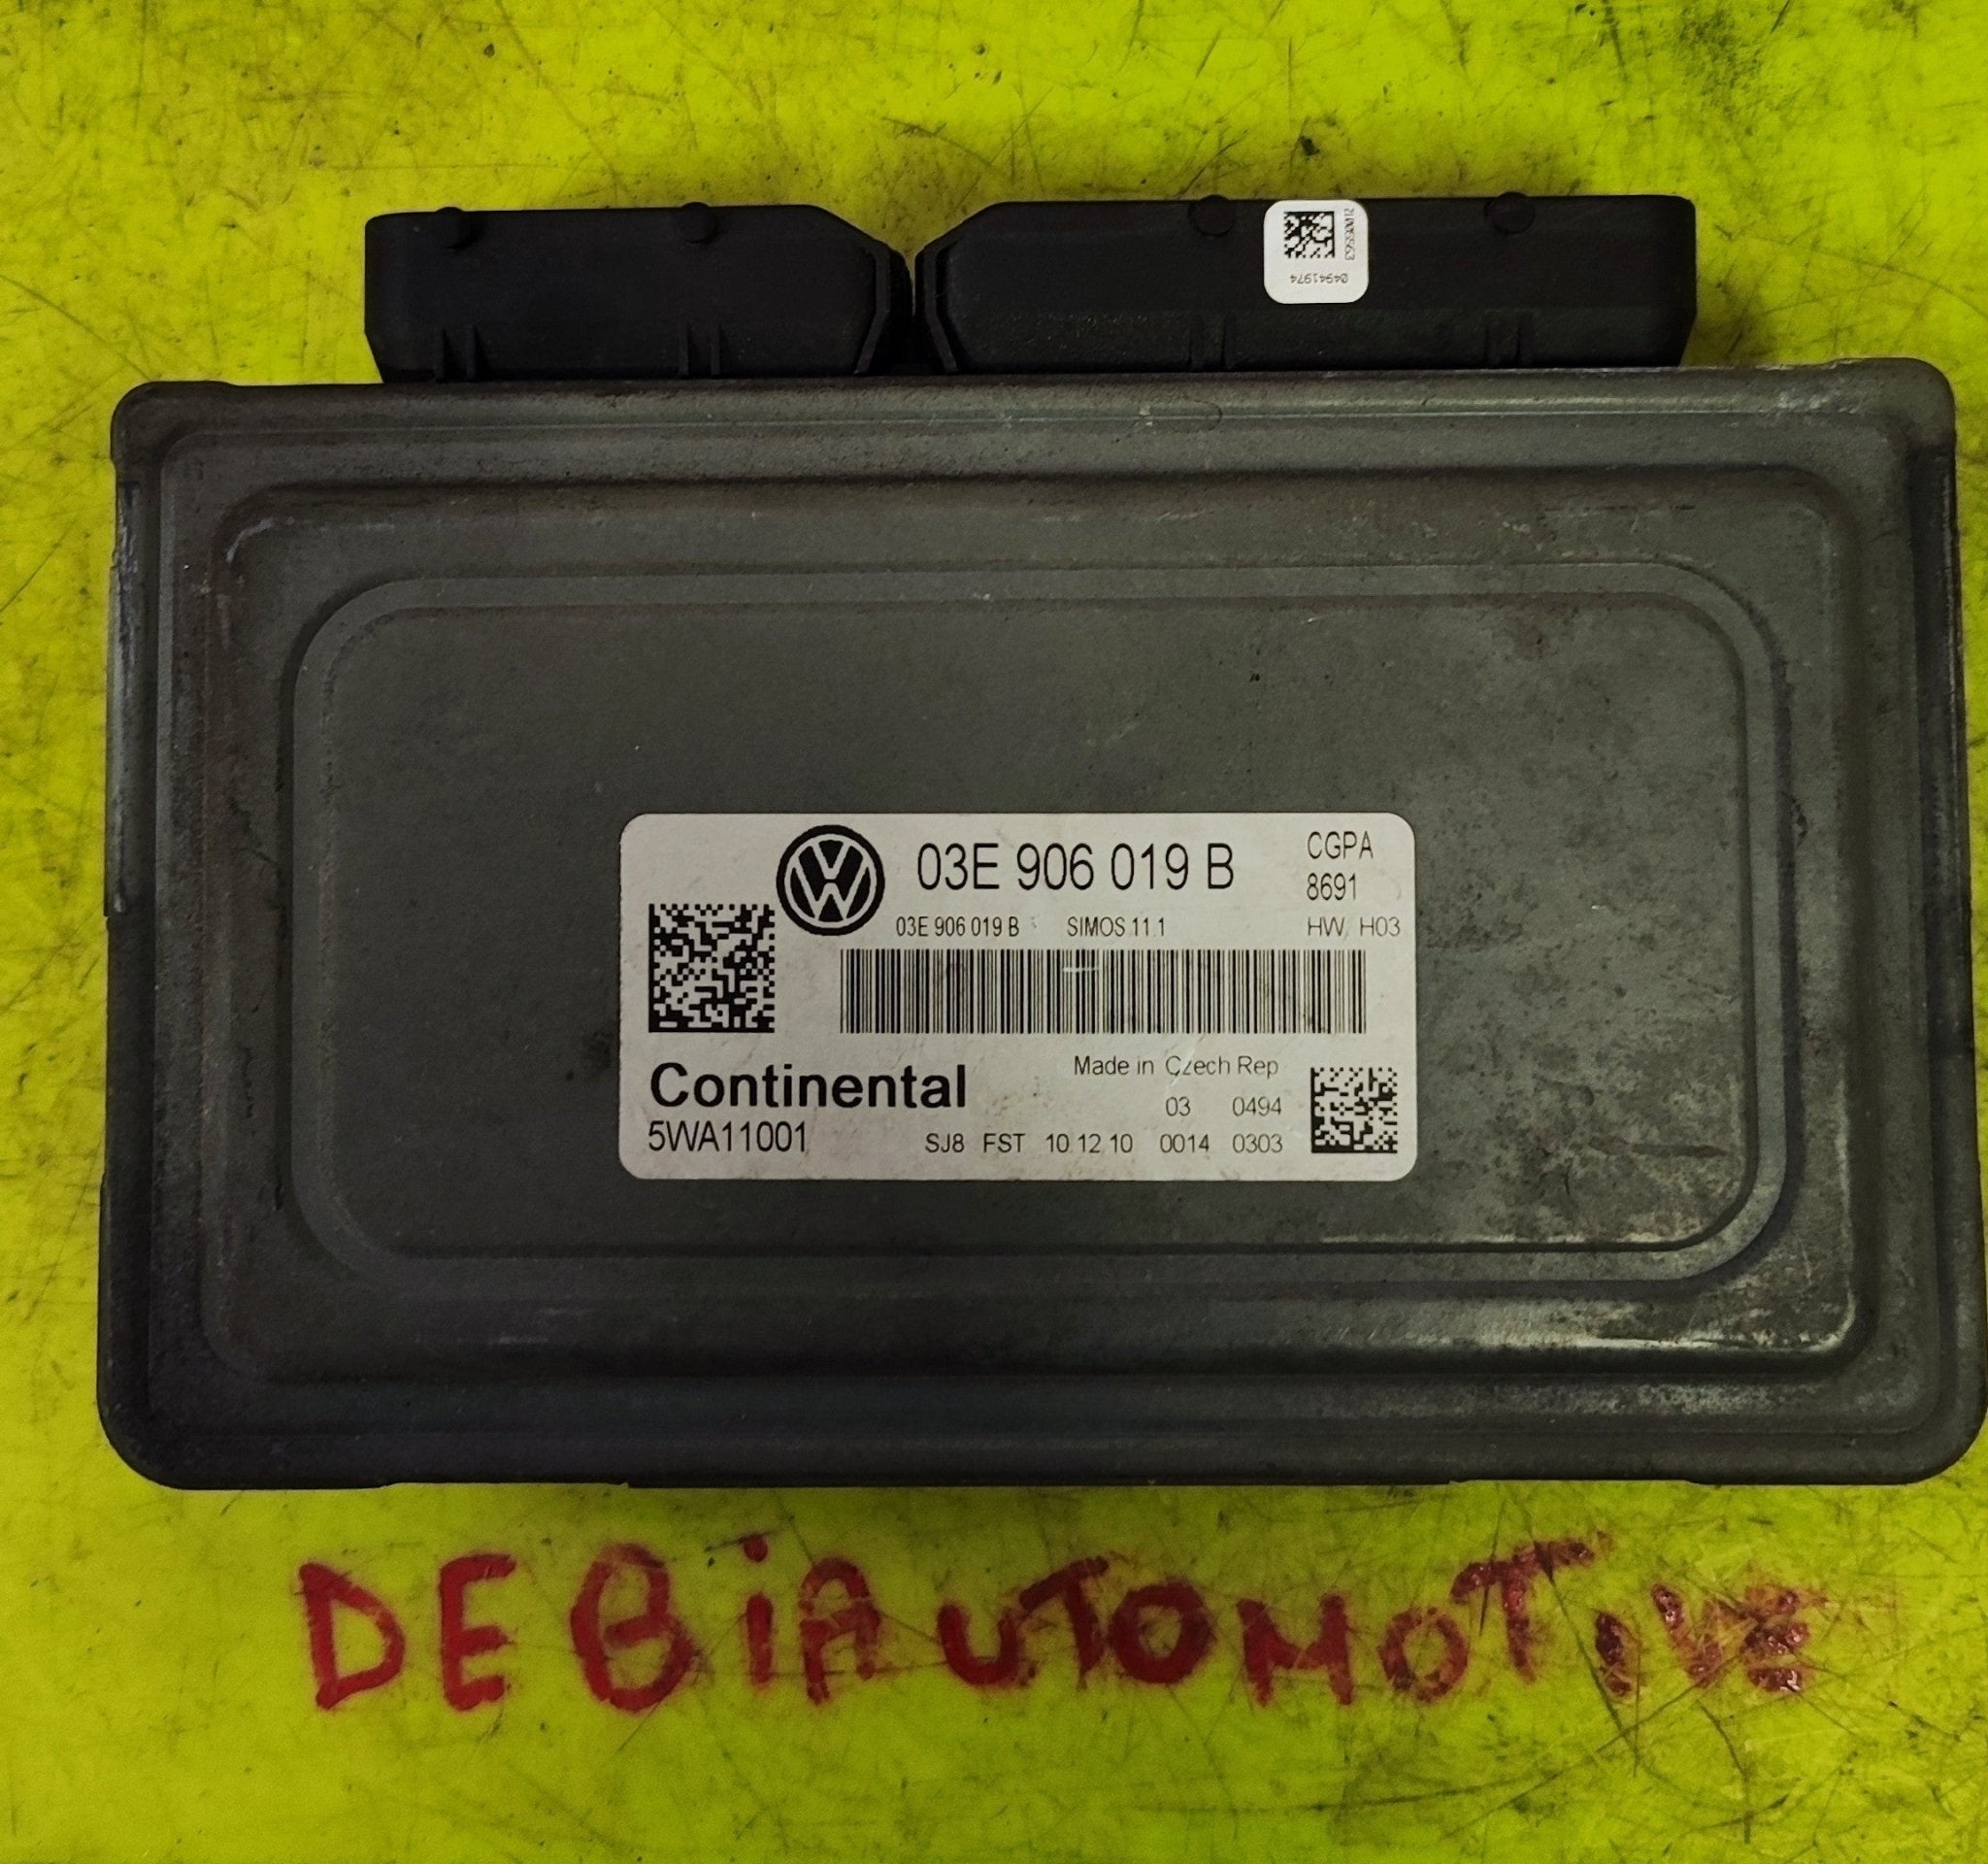 04941974
03E 906 019 B
CGPA
8691
03E 906 019 B SIMOS 11.1 HW H03
Made in Czech Rep
Continental
03 0494
5WA11001
SJ8 FST 10.12.10 0014 0303
DEBiAUTOMOTiVE